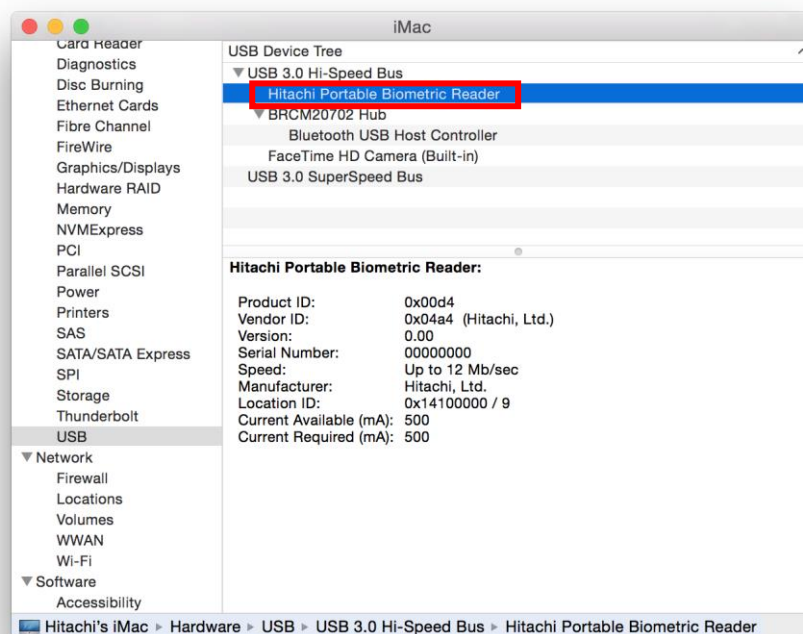 iMac
Card Reader
Diagnostics
Disc Burning
Ethernet Cards
Fibre Channel
FireWire
Graphics/Displays
Hardware RAID
Memory
NVMExpress
PCI
Parallel SCSI
Power
Printers
SAS
SATA/SATA Express
SPI
Storage
Thunderbolt
USB
Network
Firewall
Locations
Volumes
WWAN
Wi-Fi
Software
Accessibility
USB Device Tree
USB 3.0 Hi-Speed Bus
Hitachi Portable Biometric Reader
BRCM20702 Hub
Bluetooth USB Host Controller
FaceTime HD Camera (Built-in)
USB 3.0 SuperSpeed Bus
Hitachi Portable Biometric Reader:
Product ID: 0x00d4
Vendor ID: 0x04a4 (Hitachi, Ltd.)
Version: 0.00
Serial Number: 00000000
Speed: Up to 12 Mb/sec
Manufacturer: Hitachi, Ltd.
Location ID: 0x14100000 / 9
Current Available (mA): 500
Current Required (mA): 500
Hitachi's iMac ▸ Hardware ▸ USB ▸ USB 3.0 Hi-Speed Bus ▸ Hitachi Portable Biometric Reader